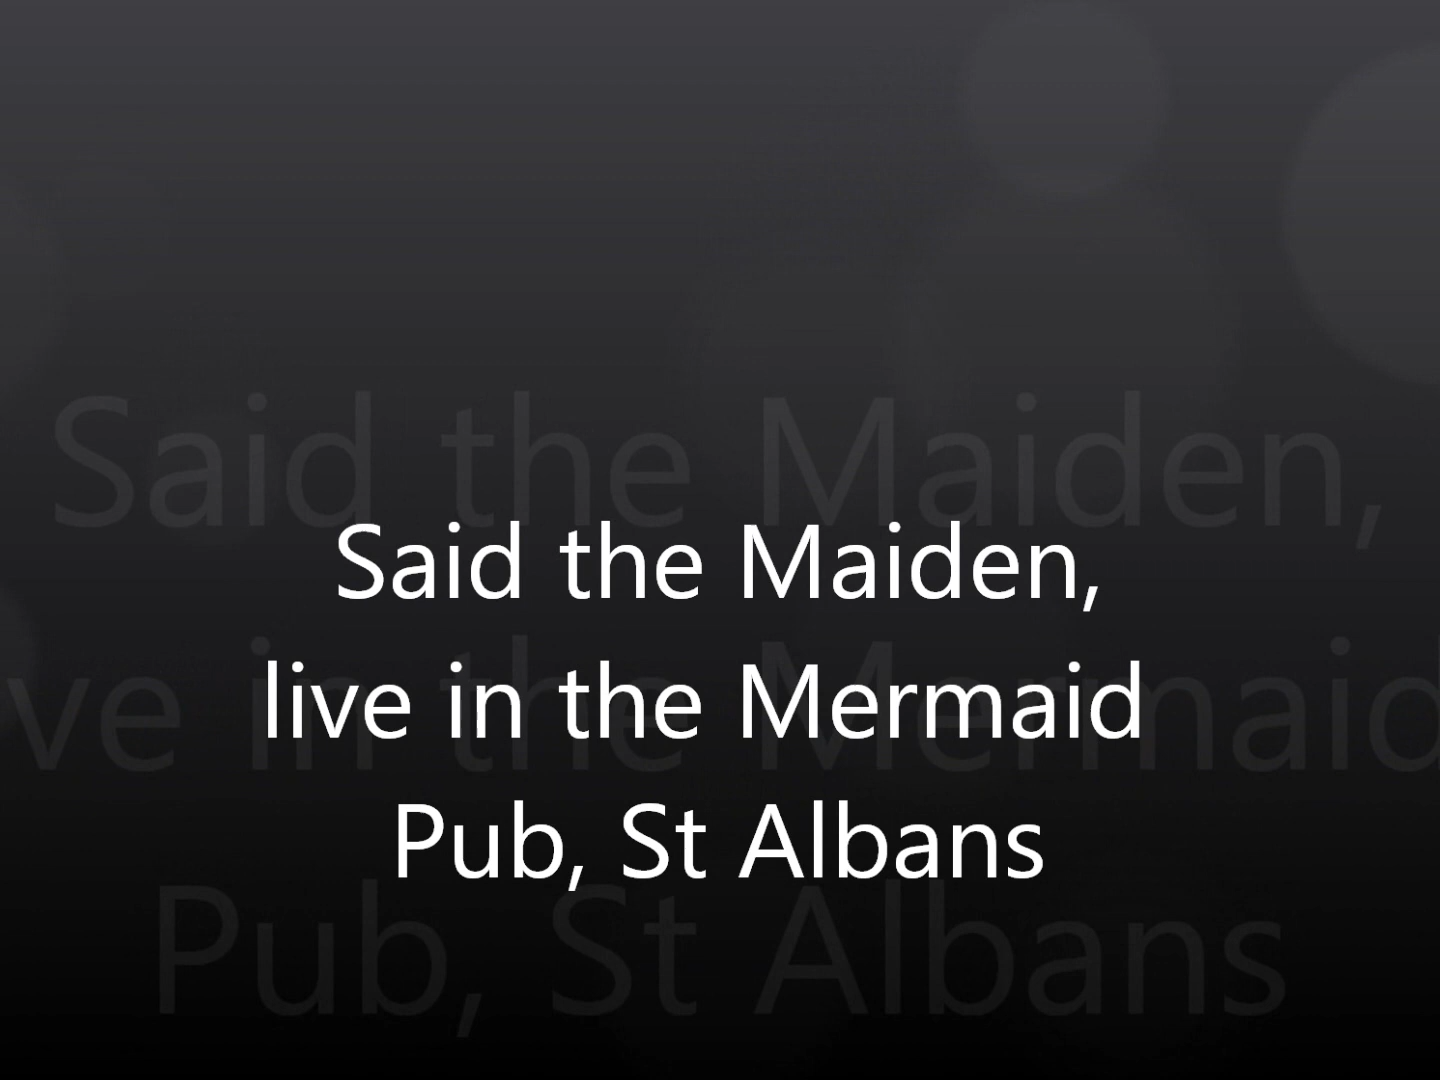 Said the Maiden,
live in the Mermaid
Pub, St Albans